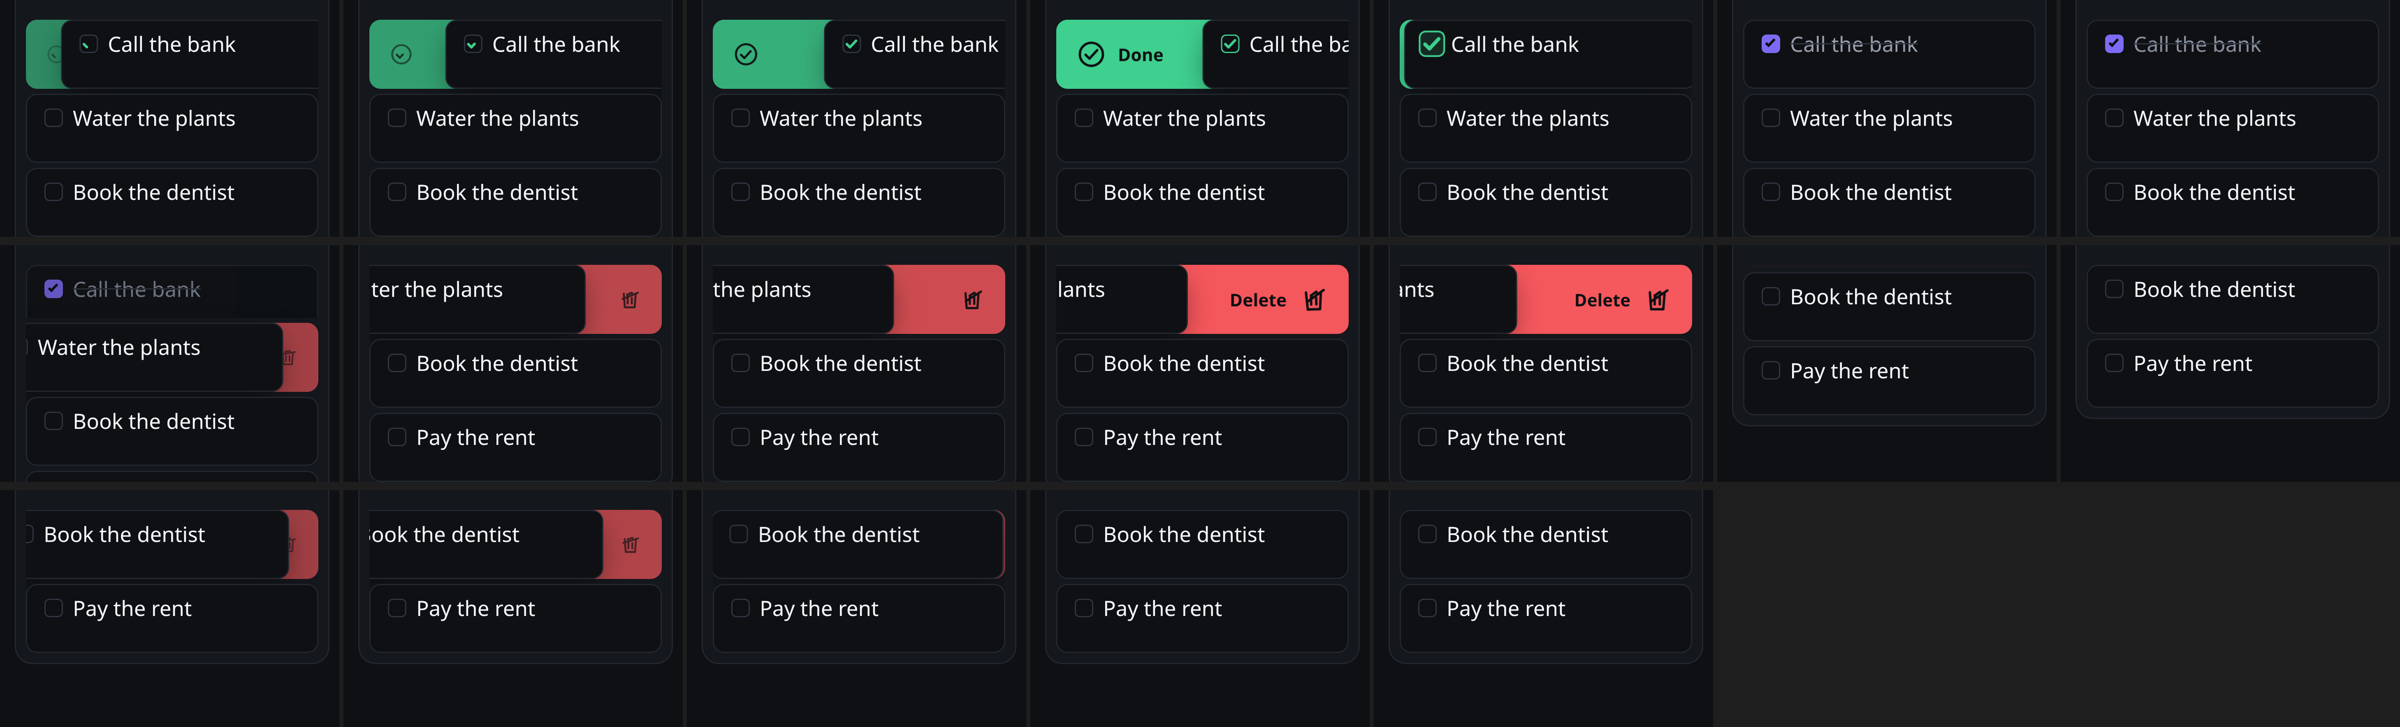 Call the bank
Water the plants
Book the dentist
Call the bank
Water the plants
Book the dentist
Call the bank
Water the plants
Book the dentist
Done Call the ba
Water the plants
Book the dentist
Call the bank
Water the plants
Book the dentist
Call the bank
Water the plants
Book the dentist
Call the bank
Water the plants
Book the dentist
Call the bank
Water the plants
Book the dentist
ter the plants
Book the dentist
Pay the rent
the plants
Book the dentist
Pay the rent
lants Delete
Book the dentist
Pay the rent
ants Delete
Book the dentist
Pay the rent
Book the dentist
Pay the rent
Book the dentist
Pay the rent
Book the dentist
Pay the rent
Book the dentist
Pay the rent
Book the dentist
Pay the rent
Book the dentist
Pay the rent
Book the dentist
Pay the rent